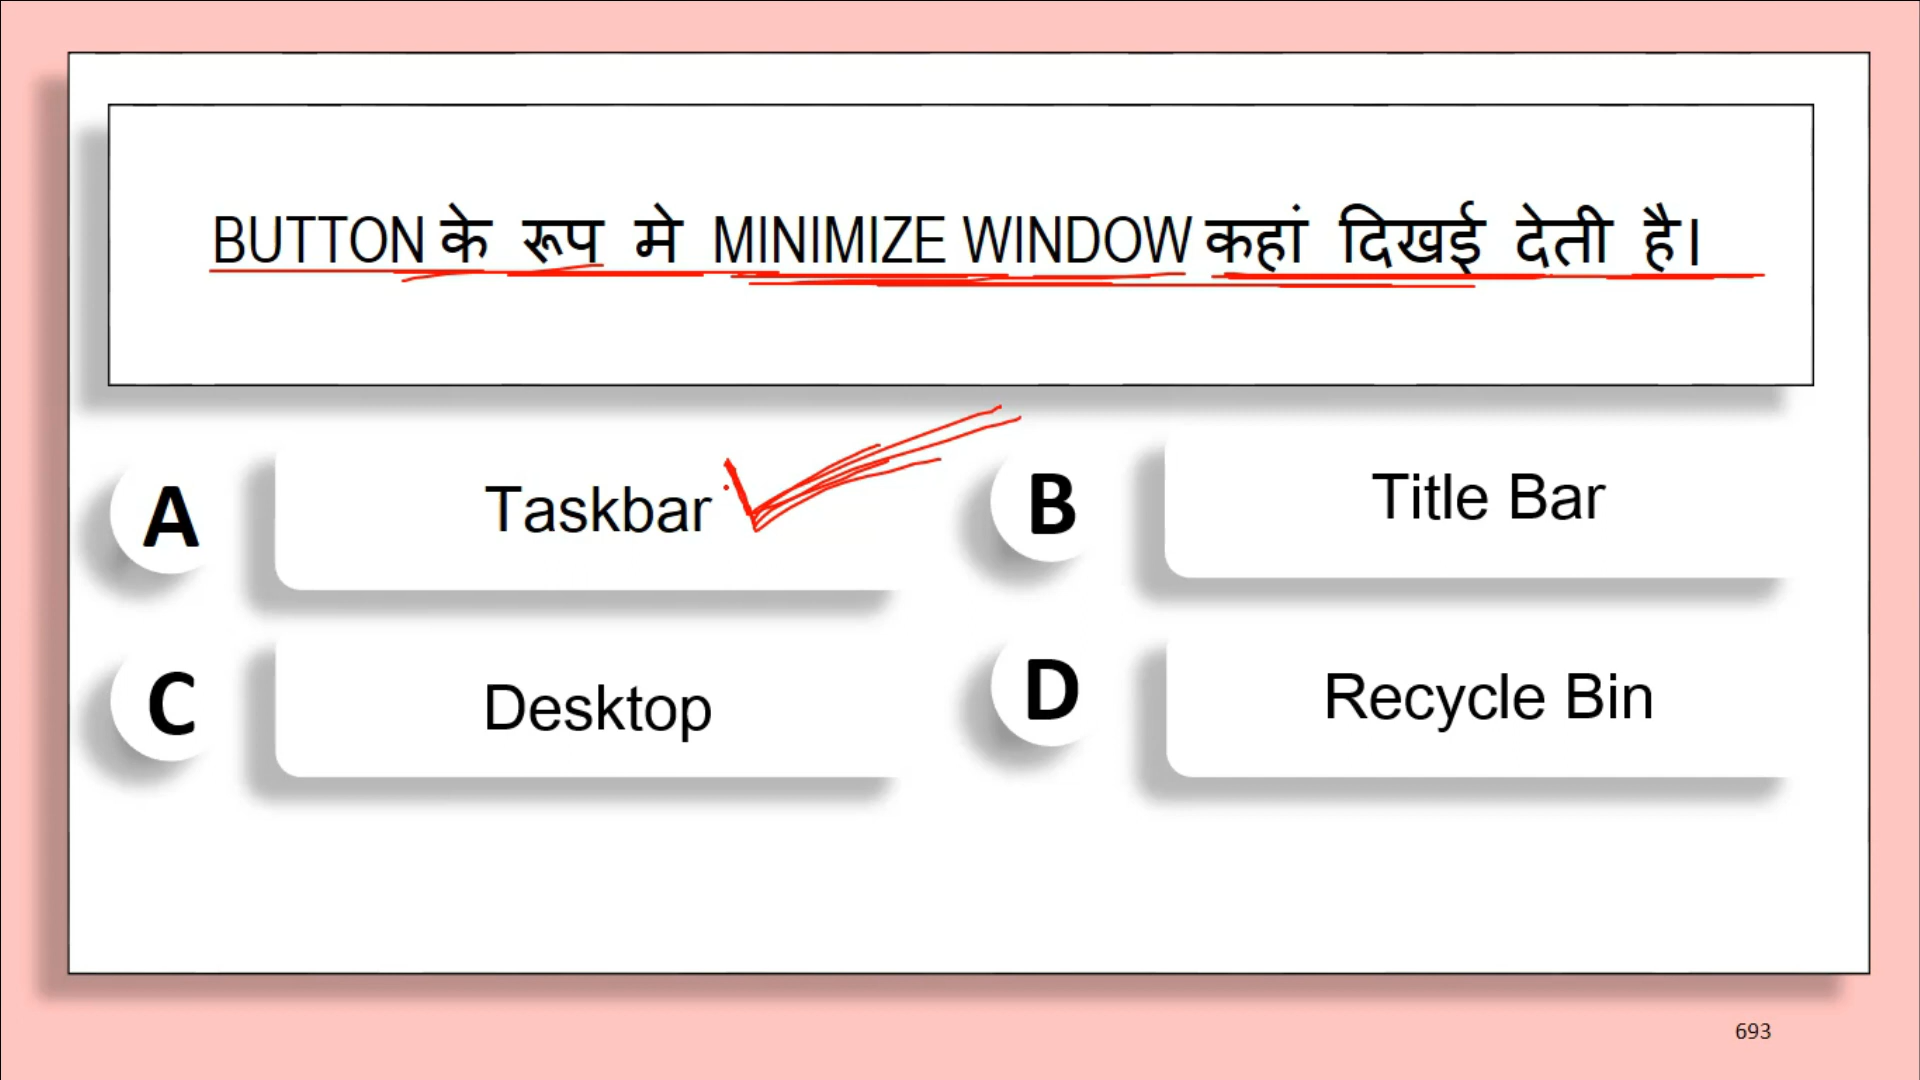 BUTTON के रूप मे MINIMIZE WINDOW कहां दिखई देती है।
A Taskbar
B Title Bar
C Desktop
D Recycle Bin
693